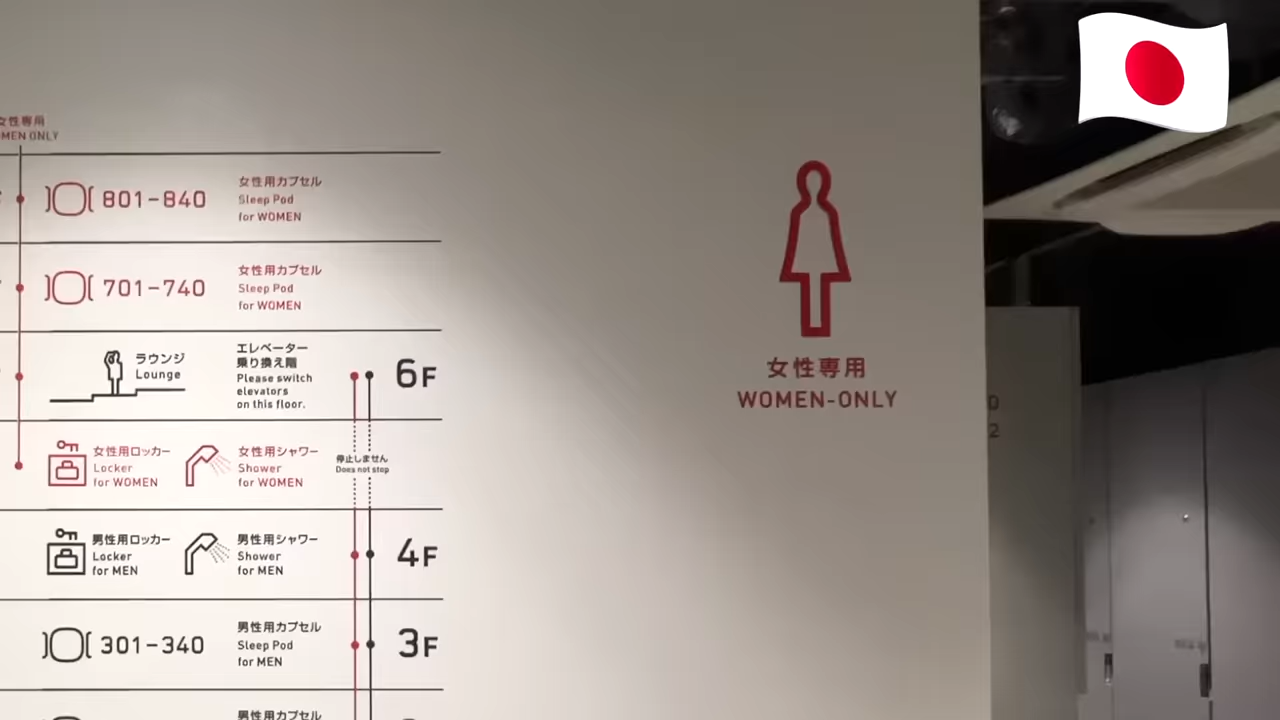 女性専用
MEN ONLY
801-840
女性用カプセル
Sleep Pod
for WOMEN
701-740
女性用カプセル
Sleep Pod
for WOMEN
ラウンジ
Lounge
エレベーター
乗り換え階
Please switch
elevators
on this floor.
6F
女性用ロッカー
Locker
for WOMEN
女性用シャワー
Shower
for WOMEN
停止しません
Does not stop
男性用ロッカー
Locker
for MEN
男性用シャワー
Shower
for MEN
4F
301-340
男性用カプセル
Sleep Pod
for MEN
3F
男性用カプセル
女性専用
WOMEN-ONLY
2